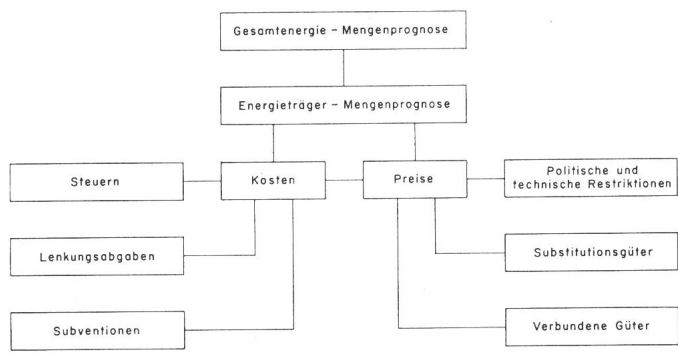 Gesamtenergie – Mengenprognose
Energieträger – Mengenprognose
Steuern
Kosten
Preise
Politische und
technische Restriktionen
Lenkungsabgaben
Substitutionsgüter
Subventionen
Verbundene Güter